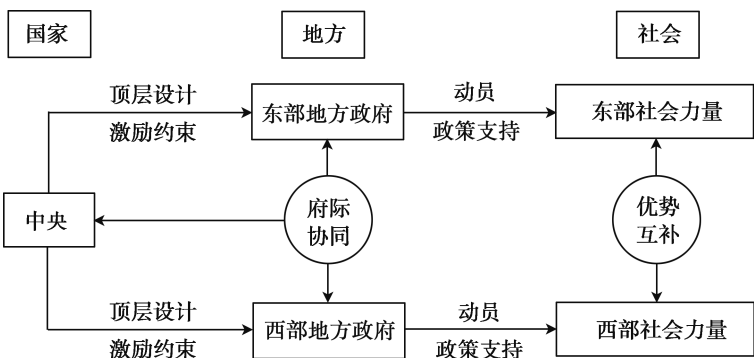 国家
地方
社会
顶层设计
激励约束
东部地方政府
动员
政策支持
东部社会力量
中央
府际
协同
优势
互补
顶层设计
激励约束
西部地方政府
动员
政策支持
西部社会力量